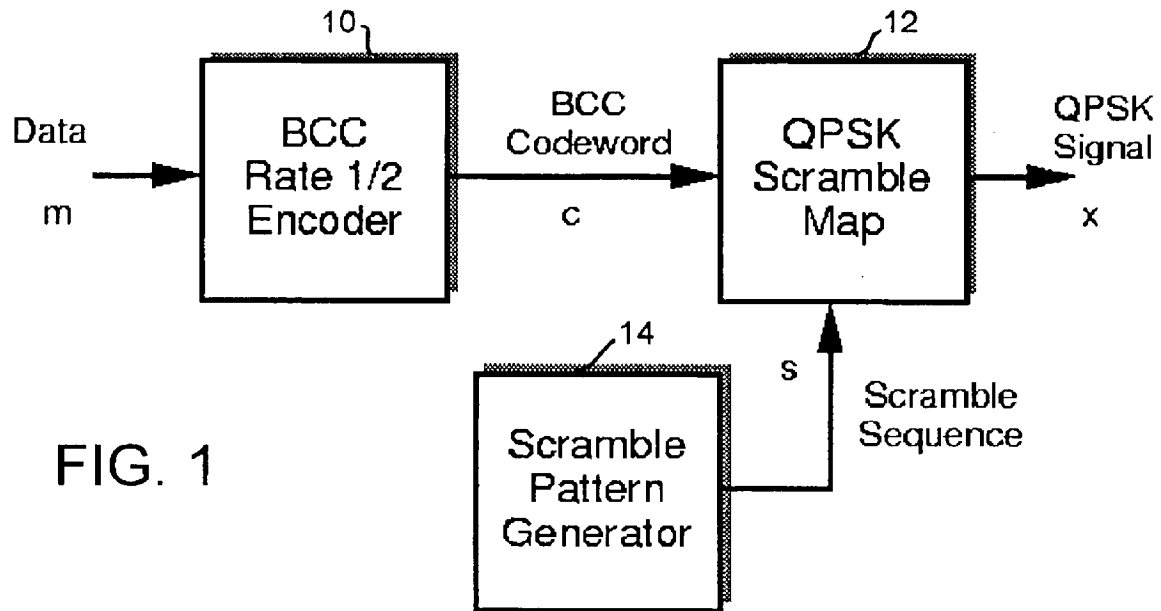 10
12
Data
m
BCC
Rate 1/2
Encoder
BCC
Codeword
c
QPSK
Scramble
Map
QPSK
Signal
x
14
s
Scramble
Sequence
Scramble
Pattern
Generator
FIG. 1